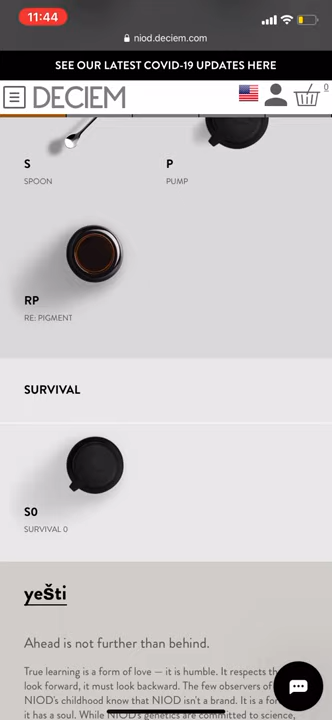 11:44
niod.deciem.com
SEE OUR LATEST COVID-19 UPDATES HERE
DECIEM
0
S
P
SPOON
PUMP
RP
RE: PIGMENT
SURVIVAL
S0
SURVIVAL 0
yešti
Ahead is not further than behind.
True learning is a form of love — it is humble. It respects
look forward, it must look backward. The few observers of
NIOD's childhood know that NIOD isn't a brand. It is a
it has a soul. While NIOD's genetics are committed to science,